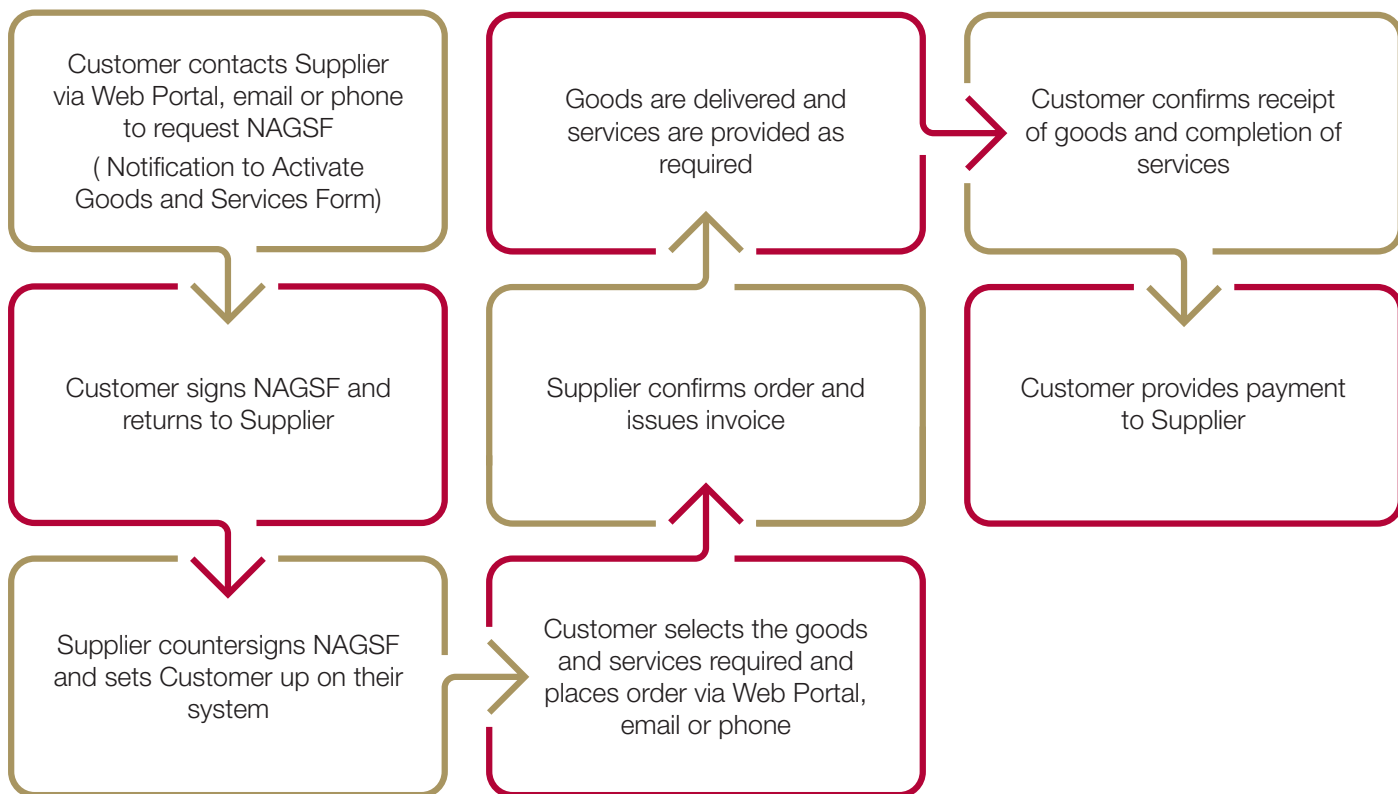 Customer contacts Supplier
via Web Portal, email or phone
to request NAGSF
( Notification to Activate
Goods and Services Form)
Customer signs NAGSF and
returns to Supplier
Supplier countersigns NAGSF
and sets Customer up on their
system
Customer selects the goods
and services required and
places order via Web Portal,
email or phone
Supplier confirms order and
issues invoice
Goods are delivered and
services are provided as
required
Customer confirms receipt
of goods and completion of
services
Customer provides payment
to Supplier